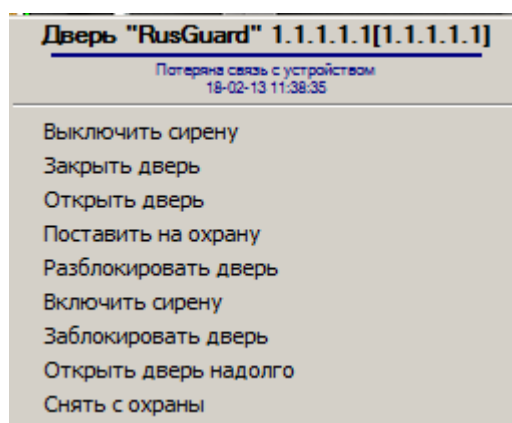 Дверь "RusGuard" 1.1.1.1.1[1.1.1.1.1]
Потеряна связь с устройством
18-02-13 11:38:35
Выключить сирену
Закрыть дверь
Открыть дверь
Поставить на охрану
Разблокировать дверь
Включить сирену
Заблокировать дверь
Открыть дверь надолго
Снять с охраны